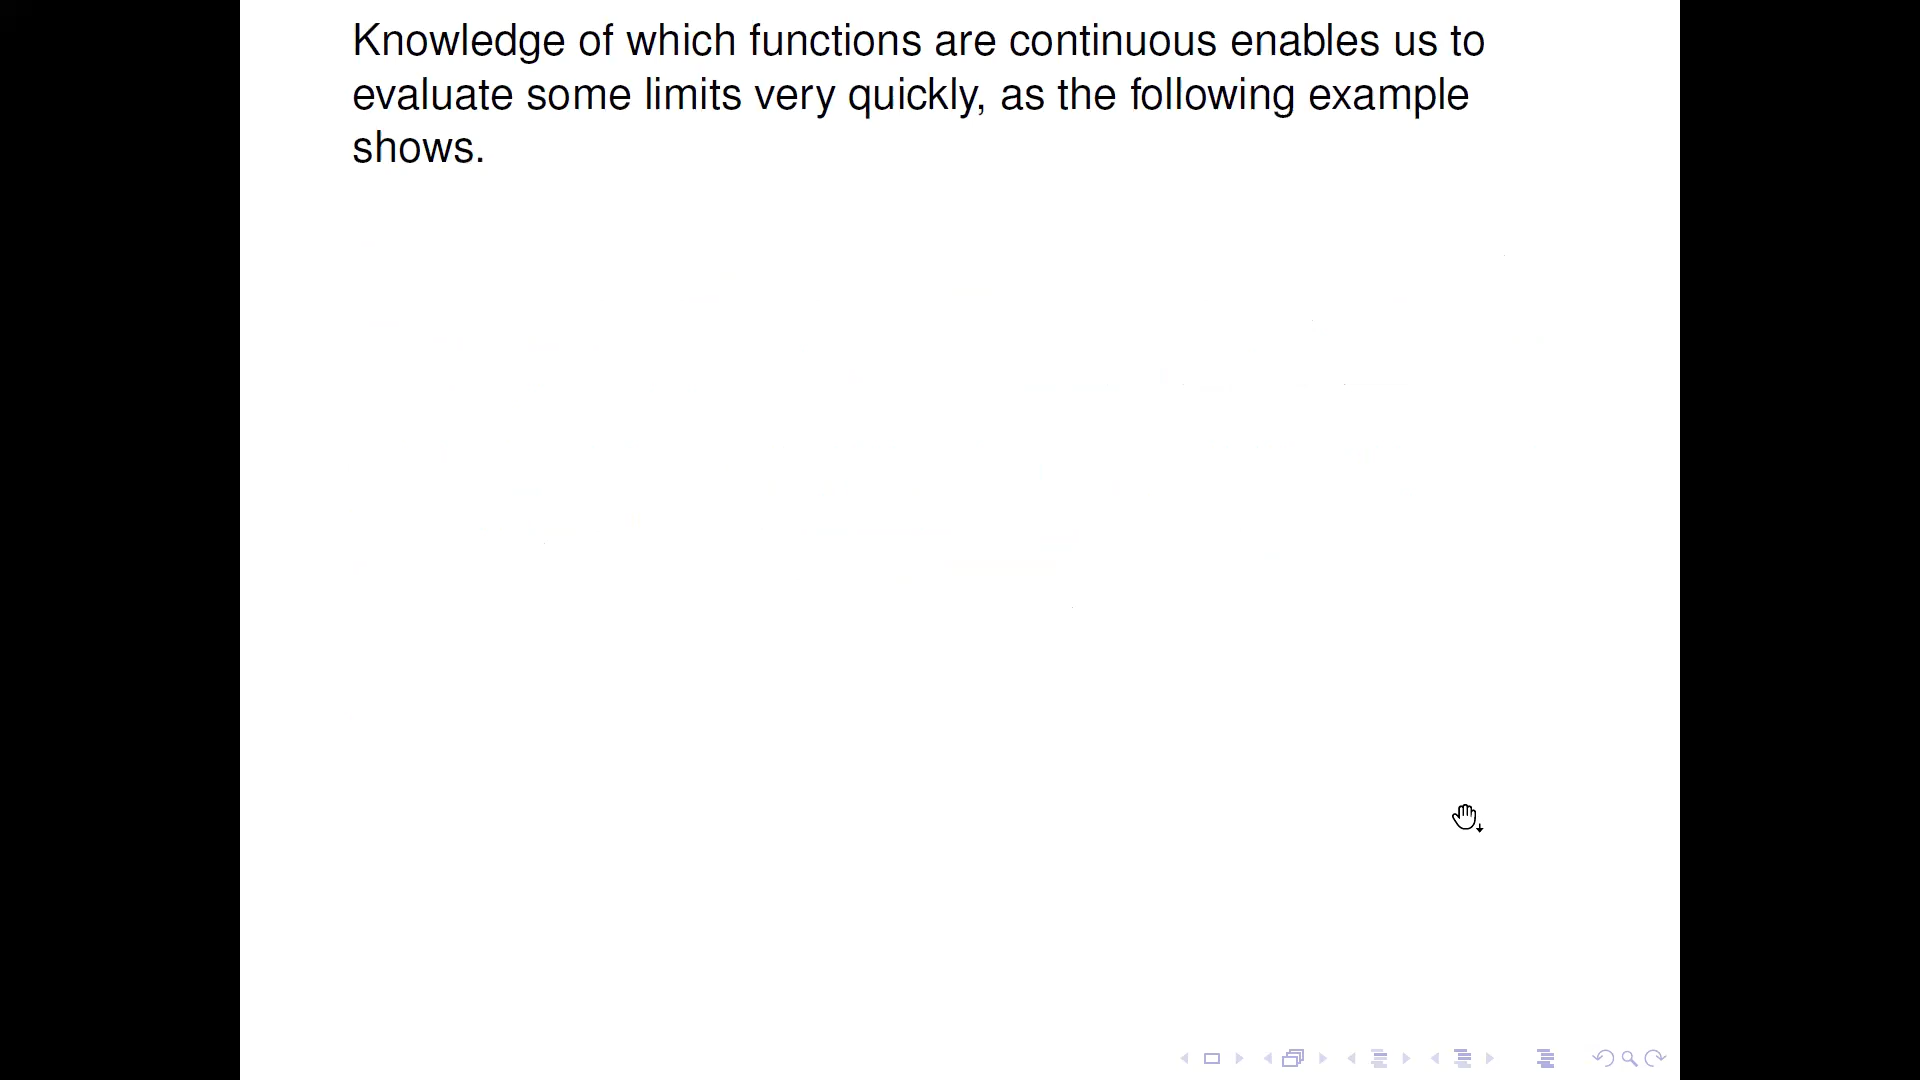 Knowledge of which functions are continuous enables us to
evaluate some limits very quickly, as the following example
shows.